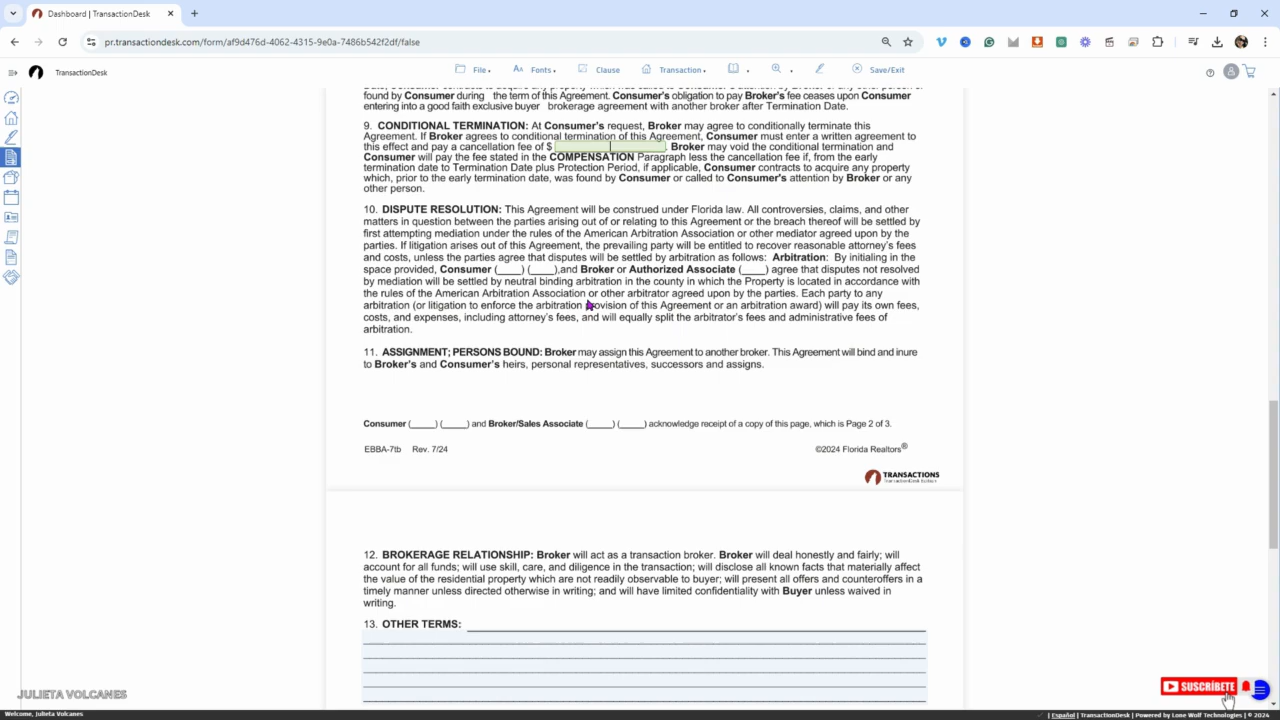 Dashboard | TransactionDesk
pr.transactiondesk.com/form/af9d476d-4062-4315-9e0a-7486b542f2df/false
TransactionDesk
File
Fonts
Clause
Transaction
Save/Exit
found by Consumer during the term of this Agreement. Consumer's obligation to pay Broker's fee ceases upon Consumer
entering into a good faith exclusive buyer brokerage agreement with another broker after Termination Date.
9. CONDITIONAL TERMINATION: At Consumer's request, Broker may agree to conditionally terminate this
Agreement. If Broker agrees to conditional termination of this Agreement, Consumer must enter a written agreement to
this effect and pay a cancellation fee of $ . Broker may void the conditional termination and
Consumer will pay the fee stated in the COMPENSATION Paragraph less the cancellation fee if, from the early
termination date to Termination Date plus Protection Period, if applicable, Consumer contracts to acquire any property
which, prior to the early termination date, was found by Consumer or called to Consumer's attention by Broker or any
other person.
10. DISPUTE RESOLUTION: This Agreement will be construed under Florida law. All controversies, claims, and other
matters in question between the parties arising out of or relating to this Agreement or the breach thereof will be settled by
first attempting mediation under the rules of the American Arbitration Association or other mediator agreed upon by the
parties. If litigation arises out of this Agreement, the prevailing party will be entitled to recover reasonable attorney's fees
and costs, unless the parties agree that disputes will be settled by arbitration as follows: Arbitration: By initialing in the
space provided, Consumer (____) (____),and Broker or Authorized Associate (____) agree that disputes not resolved
by mediation will be settled by neutral binding arbitration in the county in which the Property is located in accordance with
the rules of the American Arbitration Association or other arbitrator agreed upon by the parties. Each party to any
arbitration (or litigation to enforce the arbitration provision of this Agreement or an arbitration award) will pay its own fees,
costs, and expenses, including attorney's fees, and will equally split the arbitrator's fees and administrative fees of
arbitration.
11. ASSIGNMENT; PERSONS BOUND: Broker may assign this Agreement to another broker. This Agreement will bind and inure
to Broker's and Consumer's heirs, personal representatives, successors and assigns.
Consumer (____) (____) and Broker/Sales Associate (____) (____) acknowledge receipt of a copy of this page, which is Page 2 of 3.
EBBA-7tb Rev. 7/24 ©2024 Florida Realtors®
TRANSACTIONS
TransactionDesk Edition
12. BROKERAGE RELATIONSHIP: Broker will act as a transaction broker. Broker will deal honestly and fairly; will
account for all funds; will use skill, care, and diligence in the transaction; will disclose all known facts that materially affect
the value of the residential property which are not readily observable to buyer; will present all offers and counteroffers in a
timely manner unless directed otherwise in writing; and will have limited confidentiality with Buyer unless waived in
writing.
13. OTHER TERMS:
JULIETA VOLCANES
SUSCRÍBETE
Welcome, Julieta Volcanes
| Español | TransactionDesk | Powered by Lone Wolf Technologies | © 2024